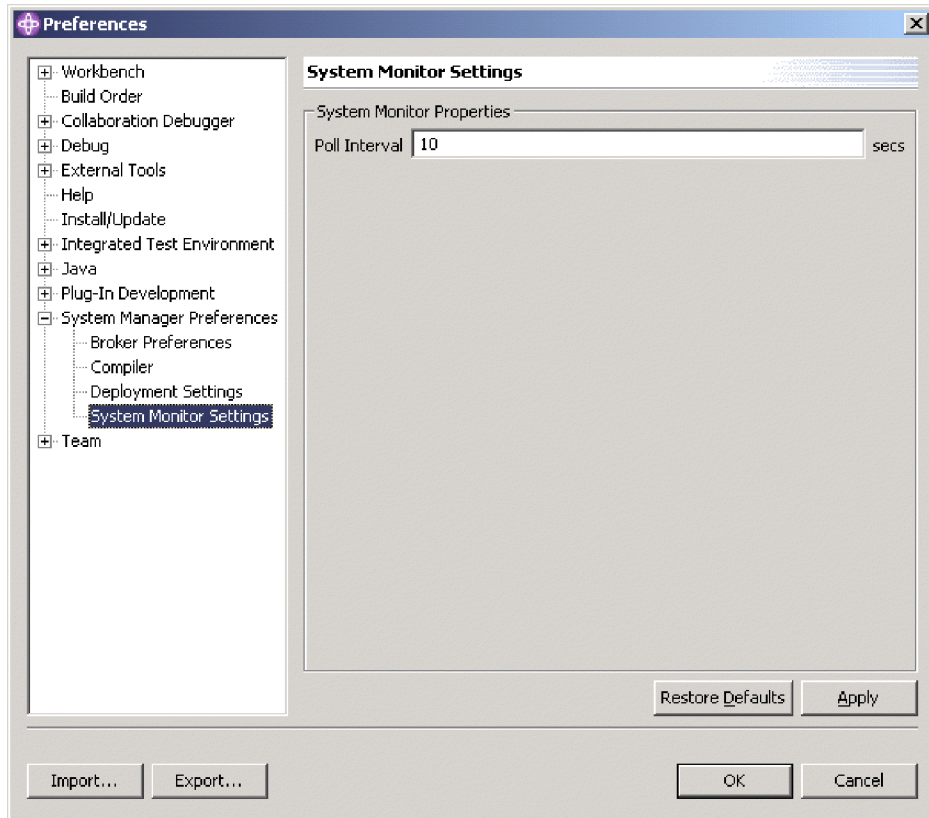 Preferences
Workbench
Build Order
Collaboration Debugger
Debug
External Tools
Help
Install/Update
Integrated Test Environment
Java
Plug-In Development
System Manager Preferences
Broker Preferences
Compiler
Deployment Settings
System Monitor Settings
Team
System Monitor Settings
System Monitor Properties
Poll Interval 10 secs
Restore Defaults Apply
Import... Export... OK Cancel